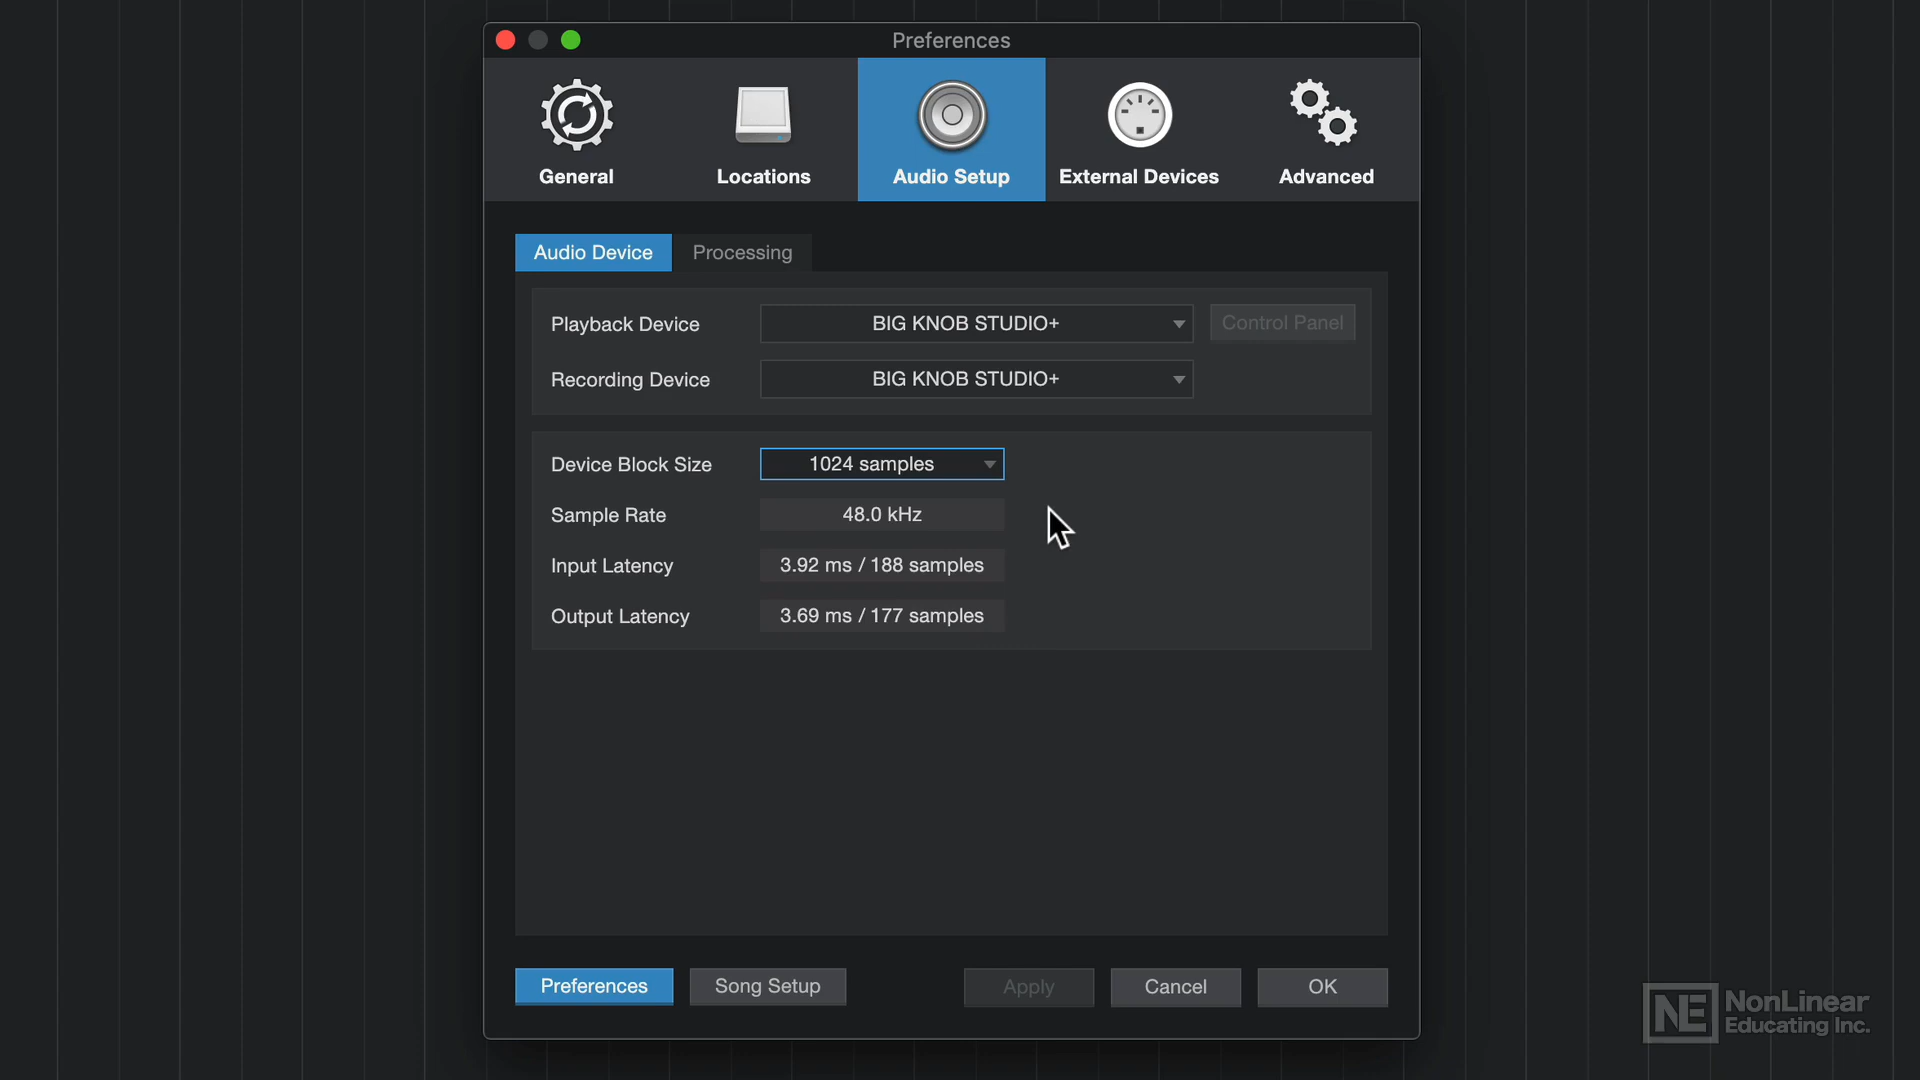 Preferences
General
Locations
Audio Setup
External Devices
Advanced
Audio Device
Processing
Playback Device
BIG KNOB STUDIO+
Control Panel
Recording Device
BIG KNOB STUDIO+
Device Block Size
1024 samples
Sample Rate
48.0 kHz
Input Latency
3.92 ms / 188 samples
Output Latency
3.69 ms / 177 samples
Preferences
Song Setup
Apply
Cancel
OK
NE
NonLinear
Educating Inc.